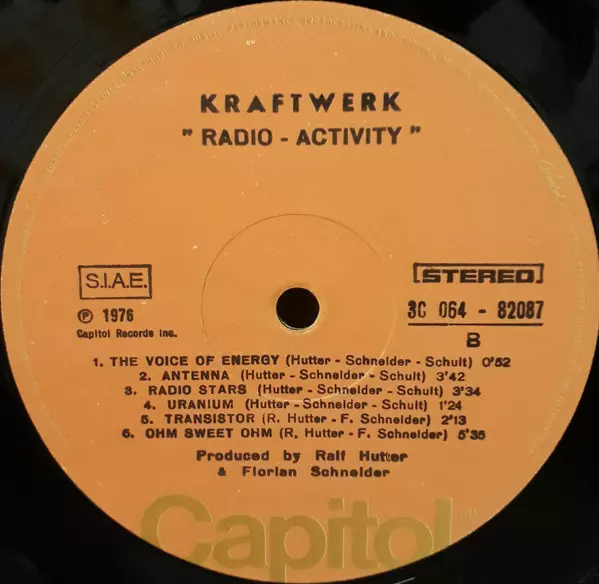 KRAFTWERK
" RADIO - ACTIVITY "
S.I.A.E.
℗ 1976
Capitol Records Inc.
STEREO
3C 064 - 82087
B
1. THE VOICE OF ENERGY (Hutter - Schneider - Schult) 0'52
2. ANTENNA (Hutter - Schneider - Schult) 3'42
3. RADIO STARS (Hutter - Schneider - Schult) 3'34
4. URANIUM (Hutter - Schneider - Schult) 1'24
5. TRANSISTOR (R. Hutter - F. Schneider) 2'13
6. OHM SWEET OHM (R. Hutter - F. Schneider) 5'35
Produced by Ralf Hutter
& Florian Schneider
Capitol